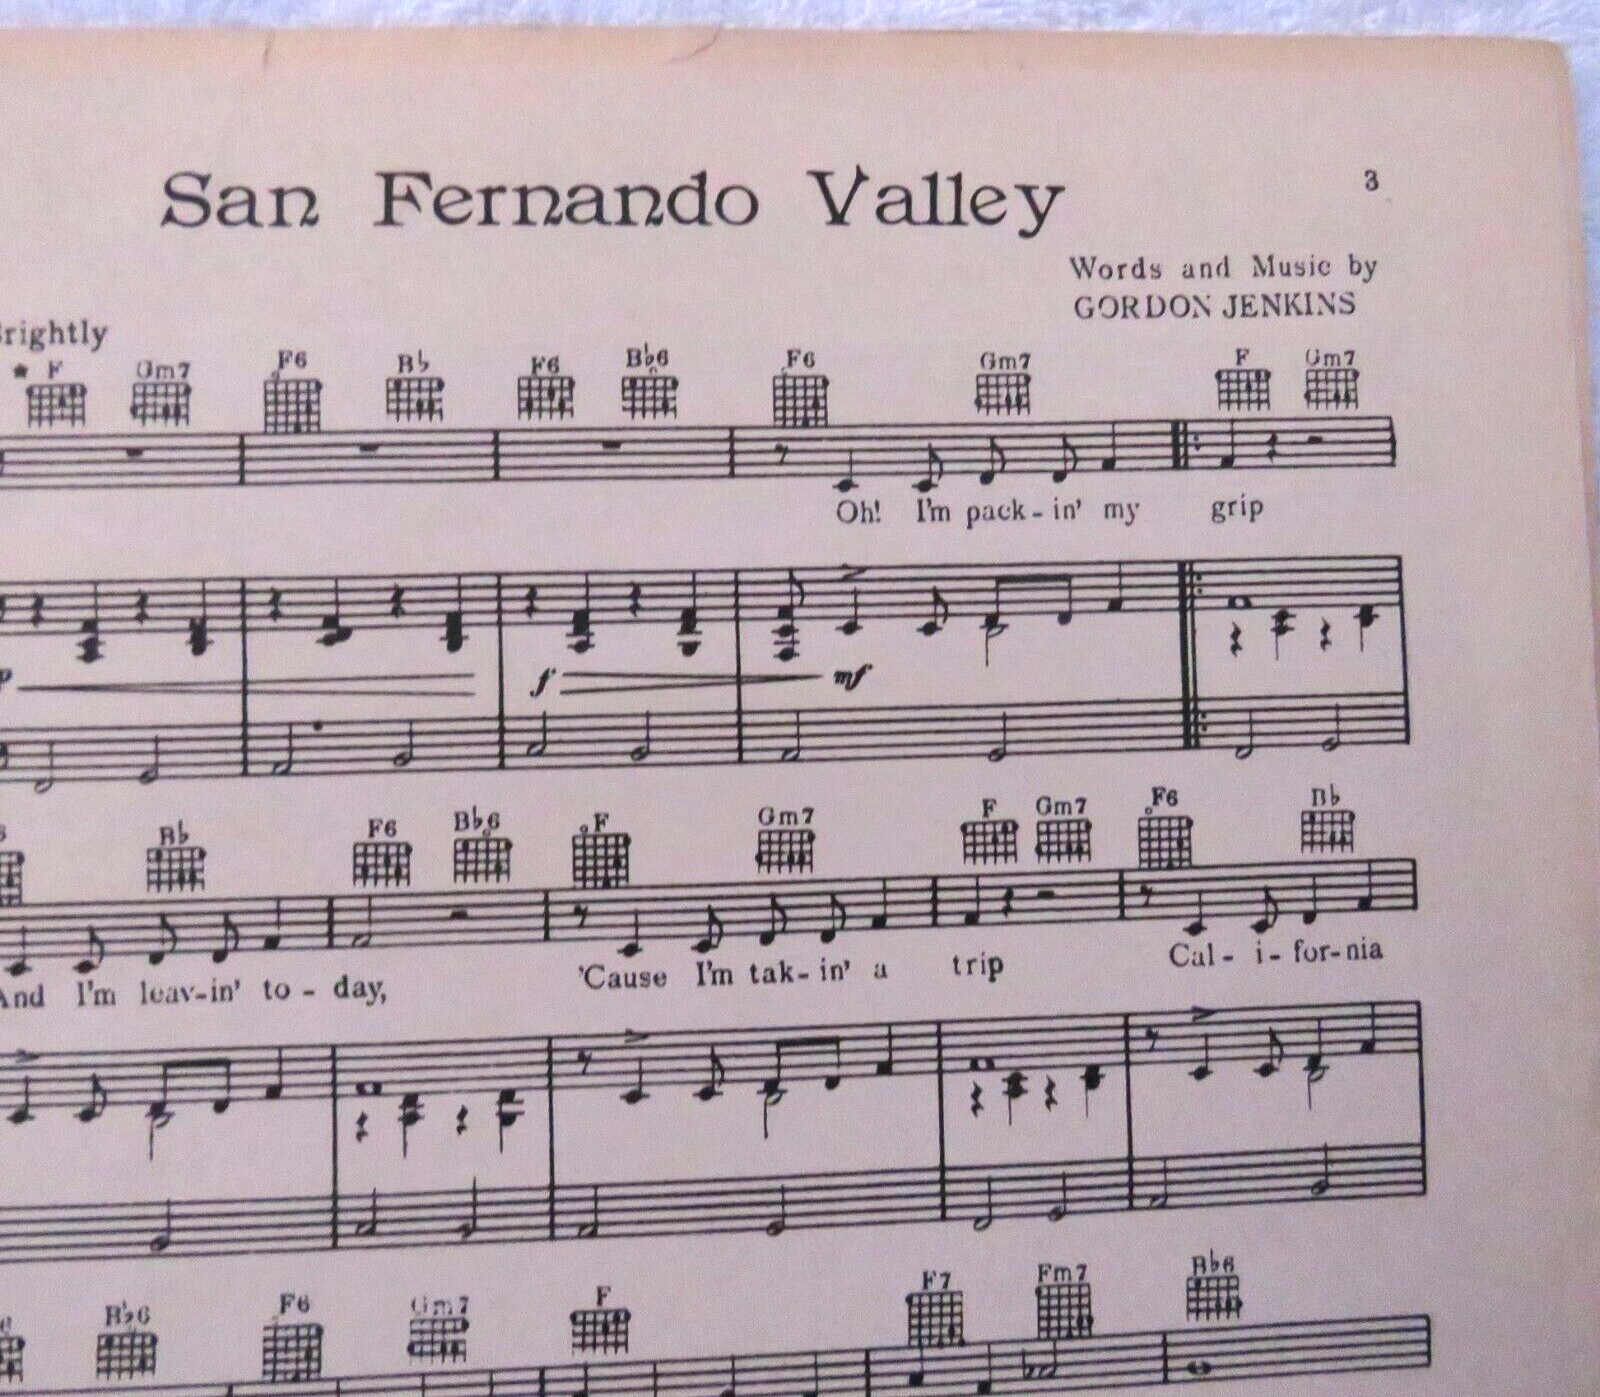 San Fernando Valley
3
Words and Music by
GORDON JENKINS
Brightly
* F Gm7 F6 B♭ F6 B♭6 F6 Gm7 F Gm7
Oh! I'm pack-in' my grip
p f mf
6 B♭ F6 B♭6 F Gm7 F Gm7 F6 B♭
And I'm leav-in' to-day, 'Cause I'm tak-in' a trip Cal-i-for-nia
B♭6 F6 Gm7 F F7 Fm7 B♭6